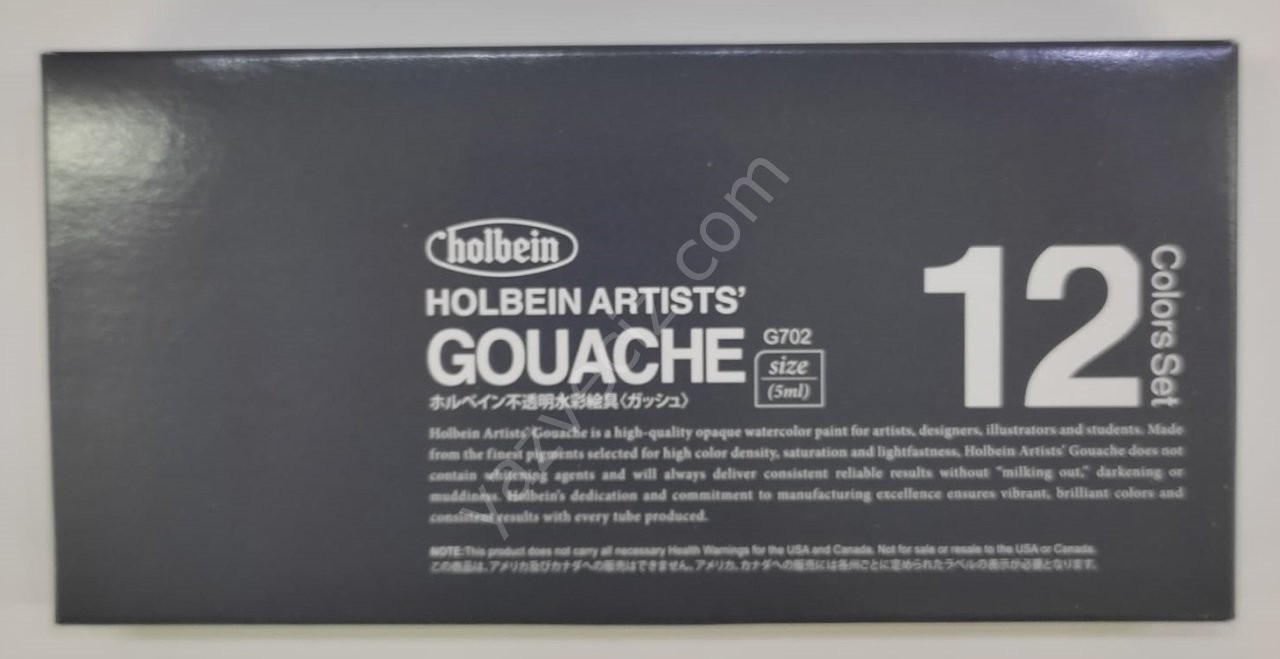 holbein
HOLBEIN ARTISTS'
GOUACHE
G702
size
(5ml)
12
Colors Set
ホルベイン不透明水彩絵具〈ガッシュ〉
Holbein Artists' Gouache is a high-quality opaque watercolor paint for artists, designers, illustrators and students. Made
from the finest pigments selected for high color density, saturation and lightfastness, Holbein Artists' Gouache does not
contain whitening agents and will always deliver consistent reliable results without "milking out," darkening or
muddiness. Holbein's dedication and commitment to manufacturing excellence ensures vibrant, brilliant colors and
consistent results with every tube produced.
NOTE: This product does not carry all necessary Health Warnings for the USA and Canada. Not for sale or resale to the USA or Canada.
この商品は、アメリカ及びカナダへの販売はできません。アメリカ、カナダへの販売には各州ごとに定められたラベルの表示が必要となります。
yazveciz.com